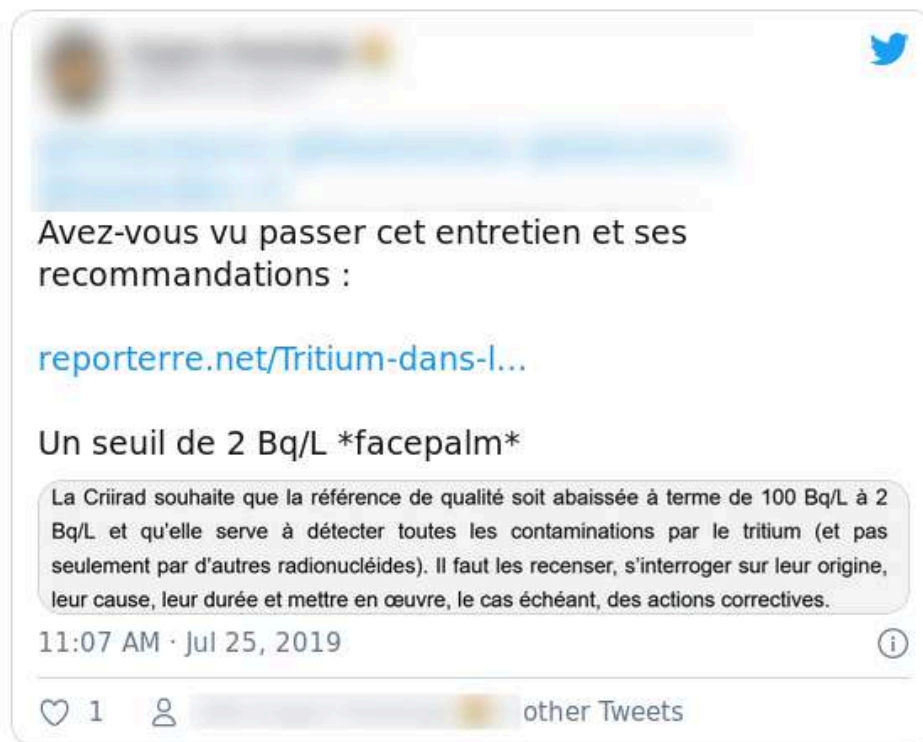 Avez-vous vu passer cet entretien et ses
recommandations :
reporterre.net/Tritium-dans-l...
Un seuil de 2 Bq/L *facepalm*
La Criirad souhaite que la référence de qualité soit abaissée à terme de 100 Bq/L à 2
Bq/L et qu'elle serve à détecter toutes les contaminations par le tritium (et pas
seulement par d'autres radionucléides). Il faut les recenser, s'interroger sur leur origine,
leur cause, leur durée et mettre en œuvre, le cas échéant, des actions correctives.
11:07 AM · Jul 25, 2019
1 other Tweets